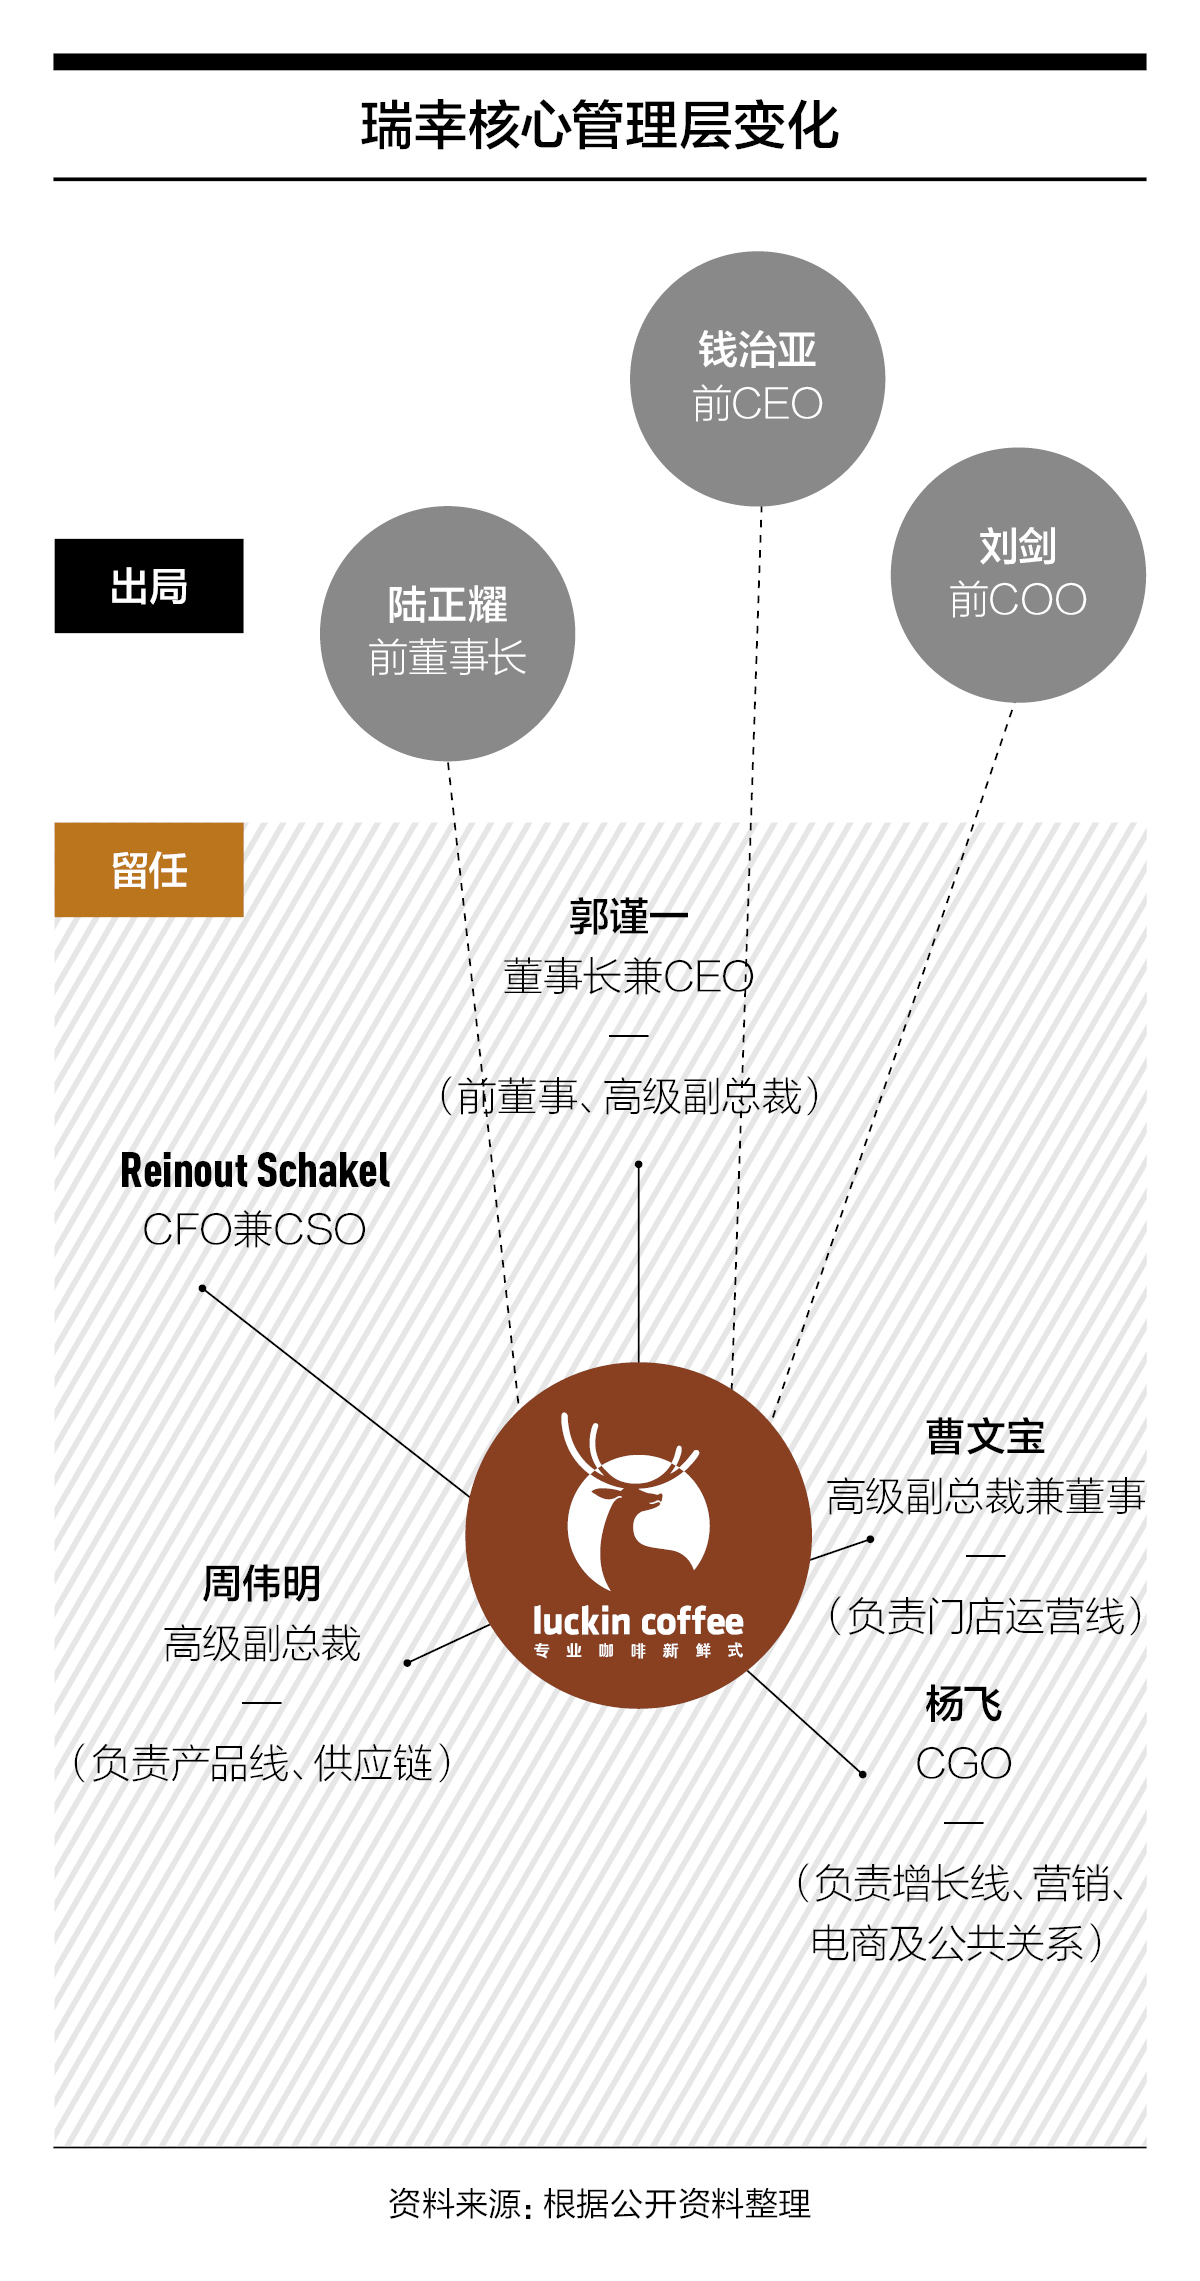 瑞幸核心管理层变化
钱治亚
前CEO
刘剑
前COO
出局
陆正耀
前董事长
留任
郭谨一
董事长兼CEO
—
（前董事、高级副总裁）
Reinout Schakel
CFO兼CSO
曹文宝
高级副总裁兼董事
—
（负责门店运营线）
周伟明
高级副总裁
—
（负责产品线、供应链）
luckin coffee
专业咖啡新鲜式
杨飞
CGO
—
（负责增长线、营销、
电商及公共关系）
资料来源：根据公开资料整理